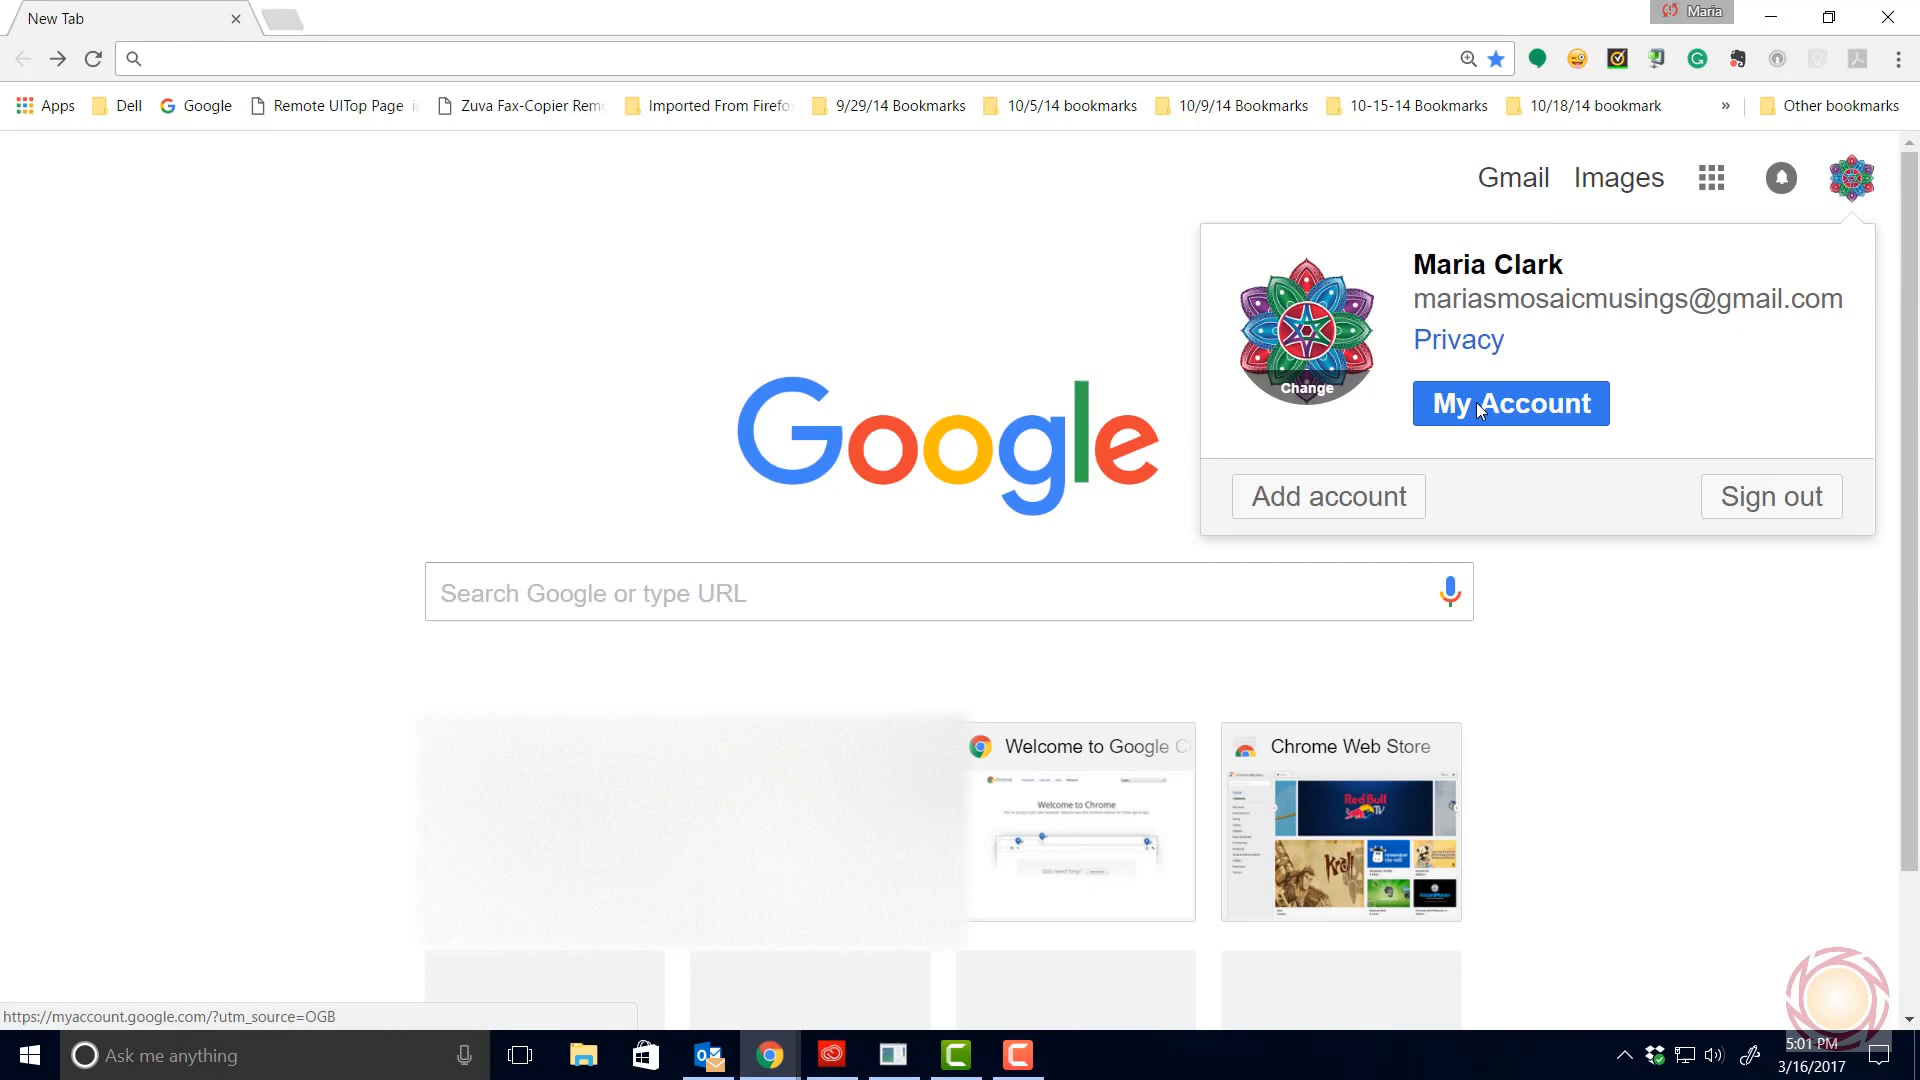 New Tab
Maria
Apps
Dell
Google
Remote UITop Page
Zuva Fax-Copier Rem
Imported From Firefo
9/29/14 Bookmarks
10/5/14 bookmarks
10/9/14 Bookmarks
10-15-14 Bookmarks
10/18/14 bookmark
»
Other bookmarks
Gmail
Images
Maria Clark
mariasmosaicmusings@gmail.com
Privacy
Change
My Account
Add account
Sign out
Google
Search Google or type URL
Welcome to Google C
Chrome Web Store
Welcome to Chrome
Red Bull
TV
Krell
https://myaccount.google.com/?utm_source=OGB
Ask me anything
5:01 PM
3/16/2017